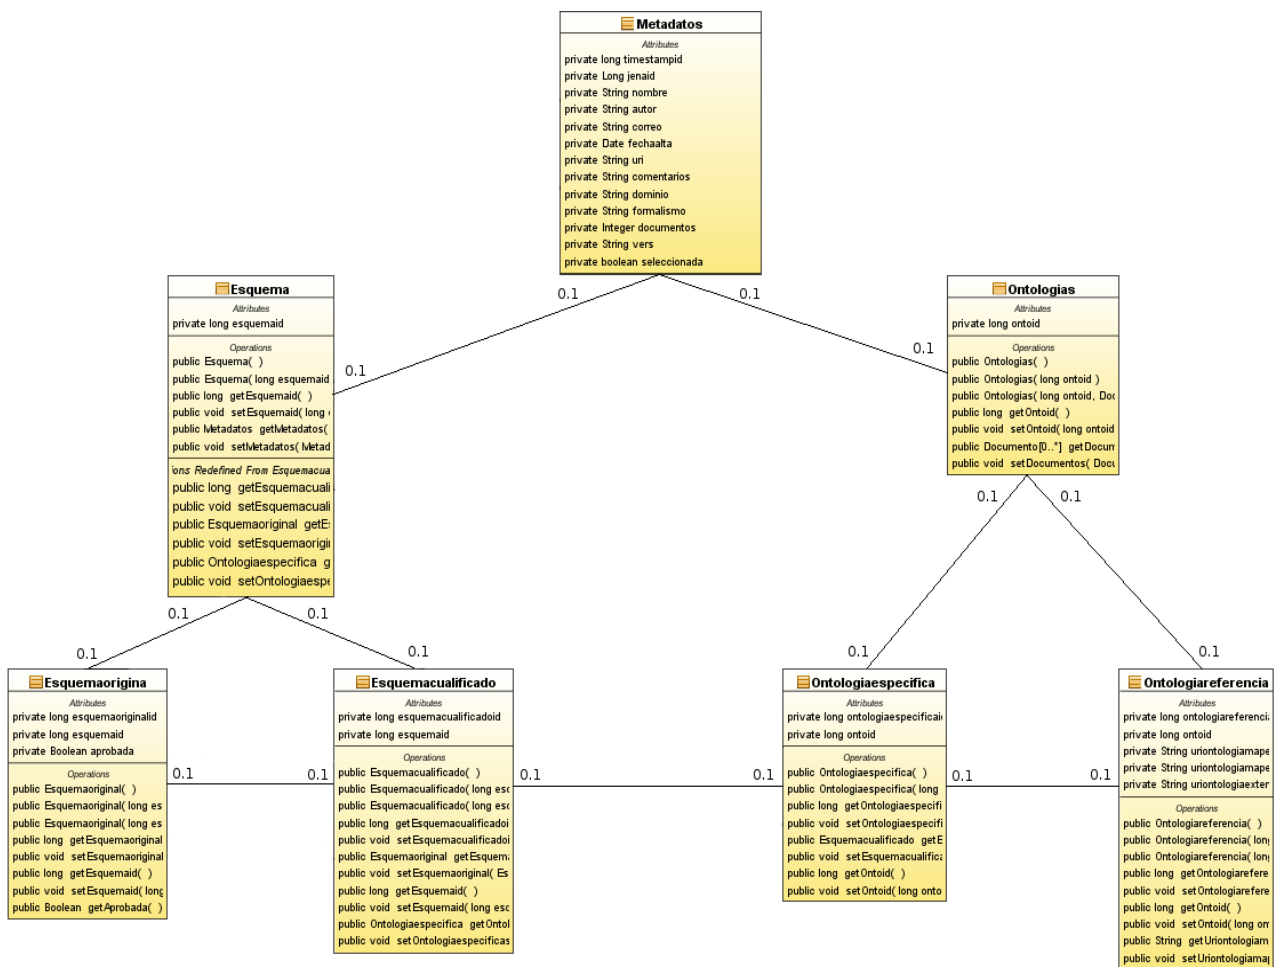 Metadatos
Attributes
private long timestampid
private Long jenaid
private String nombre
private String autor
private String correo
private Date fechaalta
private String uri
private String comentarios
private String dominio
private String formalismo
private Integer documentos
private String vers
private boolean seleccionada
0.1
0.1
0.1
0.1
Esquema
Attributes
private long esquemaid
Operations
public Esquema( )
public Esquema( long esquemaid
public long getEsquemaid( )
public void setEsquemaid( long
public Metadatos getMetadatos(
public void setMetadatos( Metad
ions Redefined From Esquemacua
public long getEsquemacuali
public void setEsquemacuali
public Esquemaoriginal getE
public void setEsquemaorigi
public Ontologiaespecifica g
public void setOntologiaespe
Ontologias
Attributes
private long ontoid
Operations
public Ontologias( )
public Ontologias( long ontoid )
public Ontologias( long ontoid, Doc
public long getOntoid( )
public void setOntoid( long ontoid
public Documento[0..*] getDocum
public void setDocumentos( Docu
0.1
0.1
0.1
0.1
0.1
0.1
0.1
0.1
Esquemaorigina
Attributes
private long esquemaoriginalid
private long esquemaid
private Boolean aprobada
Operations
public Esquemaoriginal( )
public Esquemaoriginal( long es
public Esquemaoriginal( long es
public long getEsquemaoriginal
public void setEsquemaoriginal
public long getEsquemaid( )
public void setEsquemaid( long
public Boolean getAprobada( )
0.1
0.1
Esquemacualificado
Attributes
private long esquemacualificadoid
private long esquemaid
Operations
public Esquemacualificado( )
public Esquemacualificado( long esc
public Esquemacualificado( long esc
public long getEsquemacualificadoi
public void setEsquemacualificadoi
public Esquemaoriginal getEsquem
public void setEsquemaoriginal( Es
public long getEsquemaid( )
public void setEsquemaid( long esc
public Ontologiaespecifica getOntol
public void setOntologiaespecificas
0.1
0.1
Ontologiaespecifica
Attributes
private long ontologiaespecificai
private long ontoid
Operations
public Ontologiaespecifica( )
public Ontologiaespecifica( long
public long getOntologiaespecifi
public void setOntologiaespecifi
public Esquemacualificado getE
public void setEsquemacualific
public long getOntoid( )
public void setOntoid( long onto
0.1
0.1
Ontologiareferencia
Attributes
private long ontologiareferenci
private long ontoid
private String uriontologiamape
private String uriontologiamape
private String uriontologiaexter
Operations
public Ontologiareferencia( )
public Ontologiareferencia( long
public Ontologiareferencia( long
public long getOntologiarefere
public void setOntologiarefere
public long getOntoid( )
public void setOntoid( long on
public String getUriontologiam
public void setUriontologiama